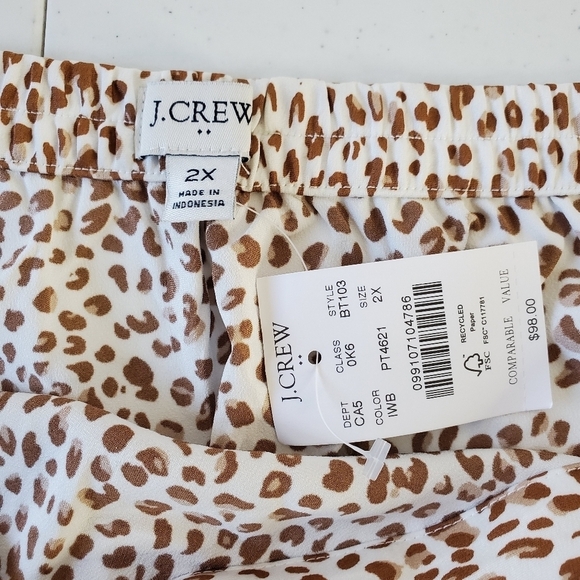 J.CREW
2X
MADE IN
INDONESIA
J.CREW
DEPT CLASS STYLE
CA5 0K6 BT103
COLOR SIZE
IWB PT4621 2X
099107104786
RECYCLED
Paper
FSC® C117781
FSC
COMPARABLE VALUE
$98.00